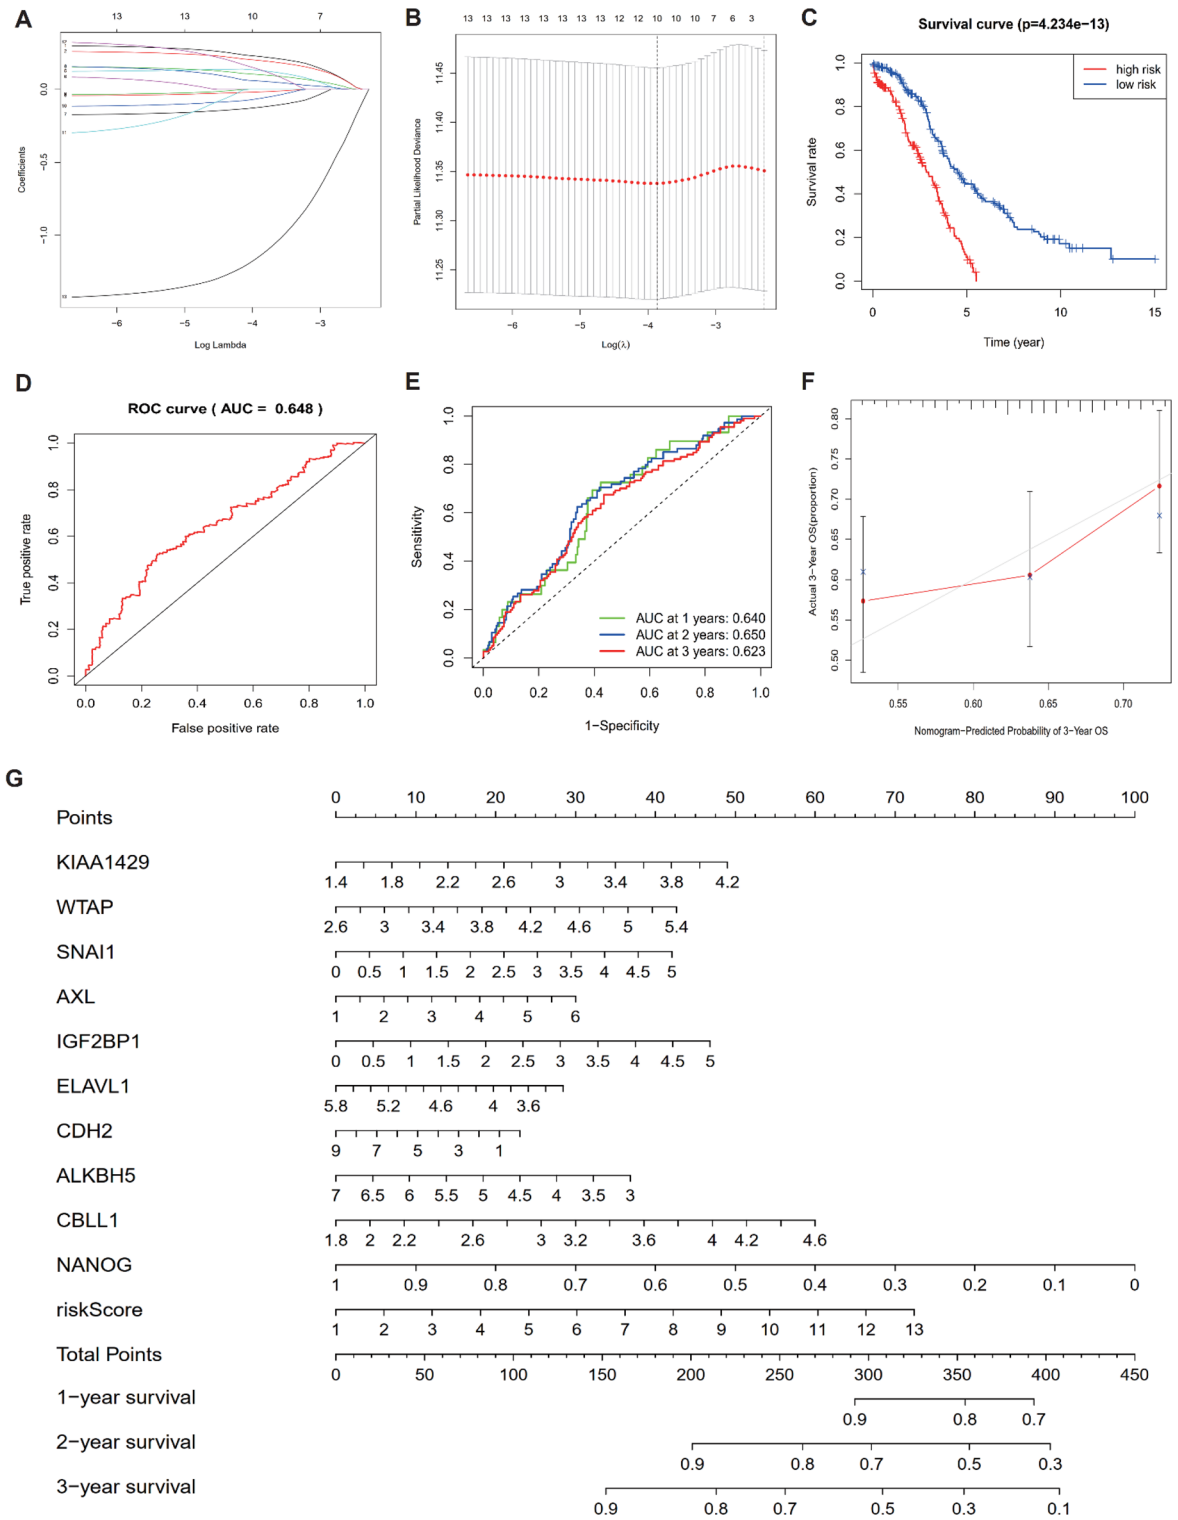 A
13 13 10 7
0.0
−0.5
−1.0
Coefficients
−6 −5 −4 −3
Log Lambda
B
13 13 13 13 13 13 13 13 12 12 10 10 10 7 6 3
11.45
11.40
11.35
11.30
11.25
Partial Likelihood Deviance
−6 −5 −4 −3
Log(λ)
C
Survival curve (p=4.234e−13)
high risk
low risk
1.0
0.8
0.6
0.4
0.2
0.0
Survival rate
0 5 10 15
Time (year)
D
ROC curve ( AUC = 0.648 )
1.0
0.8
0.6
0.4
0.2
0.0
True positive rate
0.0 0.2 0.4 0.6 0.8 1.0
False positive rate
E
1.0
0.8
0.6
0.4
0.2
0.0
Sensitivity
AUC at 1 years: 0.640
AUC at 2 years: 0.650
AUC at 3 years: 0.623
0.0 0.2 0.4 0.6 0.8 1.0
1−Specificity
F
0.80
0.75
0.70
0.65
0.60
0.55
0.50
Actual 3−Year OS(proportion)
0.55 0.60 0.65 0.70
Nomogram−Predicted Probability of 3−Year OS
G
0 10 20 30 40 50 60 70 80 90 100
Points
KIAA1429
1.4 1.8 2.2 2.6 3 3.4 3.8 4.2
WTAP
2.6 3 3.4 3.8 4.2 4.6 5 5.4
SNAI1
0 0.5 1 1.5 2 2.5 3 3.5 4 4.5 5
AXL
1 2 3 4 5 6
IGF2BP1
0 0.5 1 1.5 2 2.5 3 3.5 4 4.5 5
ELAVL1
5.8 5.2 4.6 4 3.6
CDH2
9 7 5 3 1
ALKBH5
7 6.5 6 5.5 5 4.5 4 3.5 3
CBLL1
1.8 2 2.2 2.6 3 3.2 3.6 4 4.2 4.6
NANOG
1 0.9 0.8 0.7 0.6 0.5 0.4 0.3 0.2 0.1 0
riskScore
1 2 3 4 5 6 7 8 9 10 11 12 13
Total Points
0 50 100 150 200 250 300 350 400 450
1−year survival
0.9 0.8 0.7
2−year survival
0.9 0.8 0.7 0.5 0.3
3−year survival
0.9 0.8 0.7 0.5 0.3 0.1